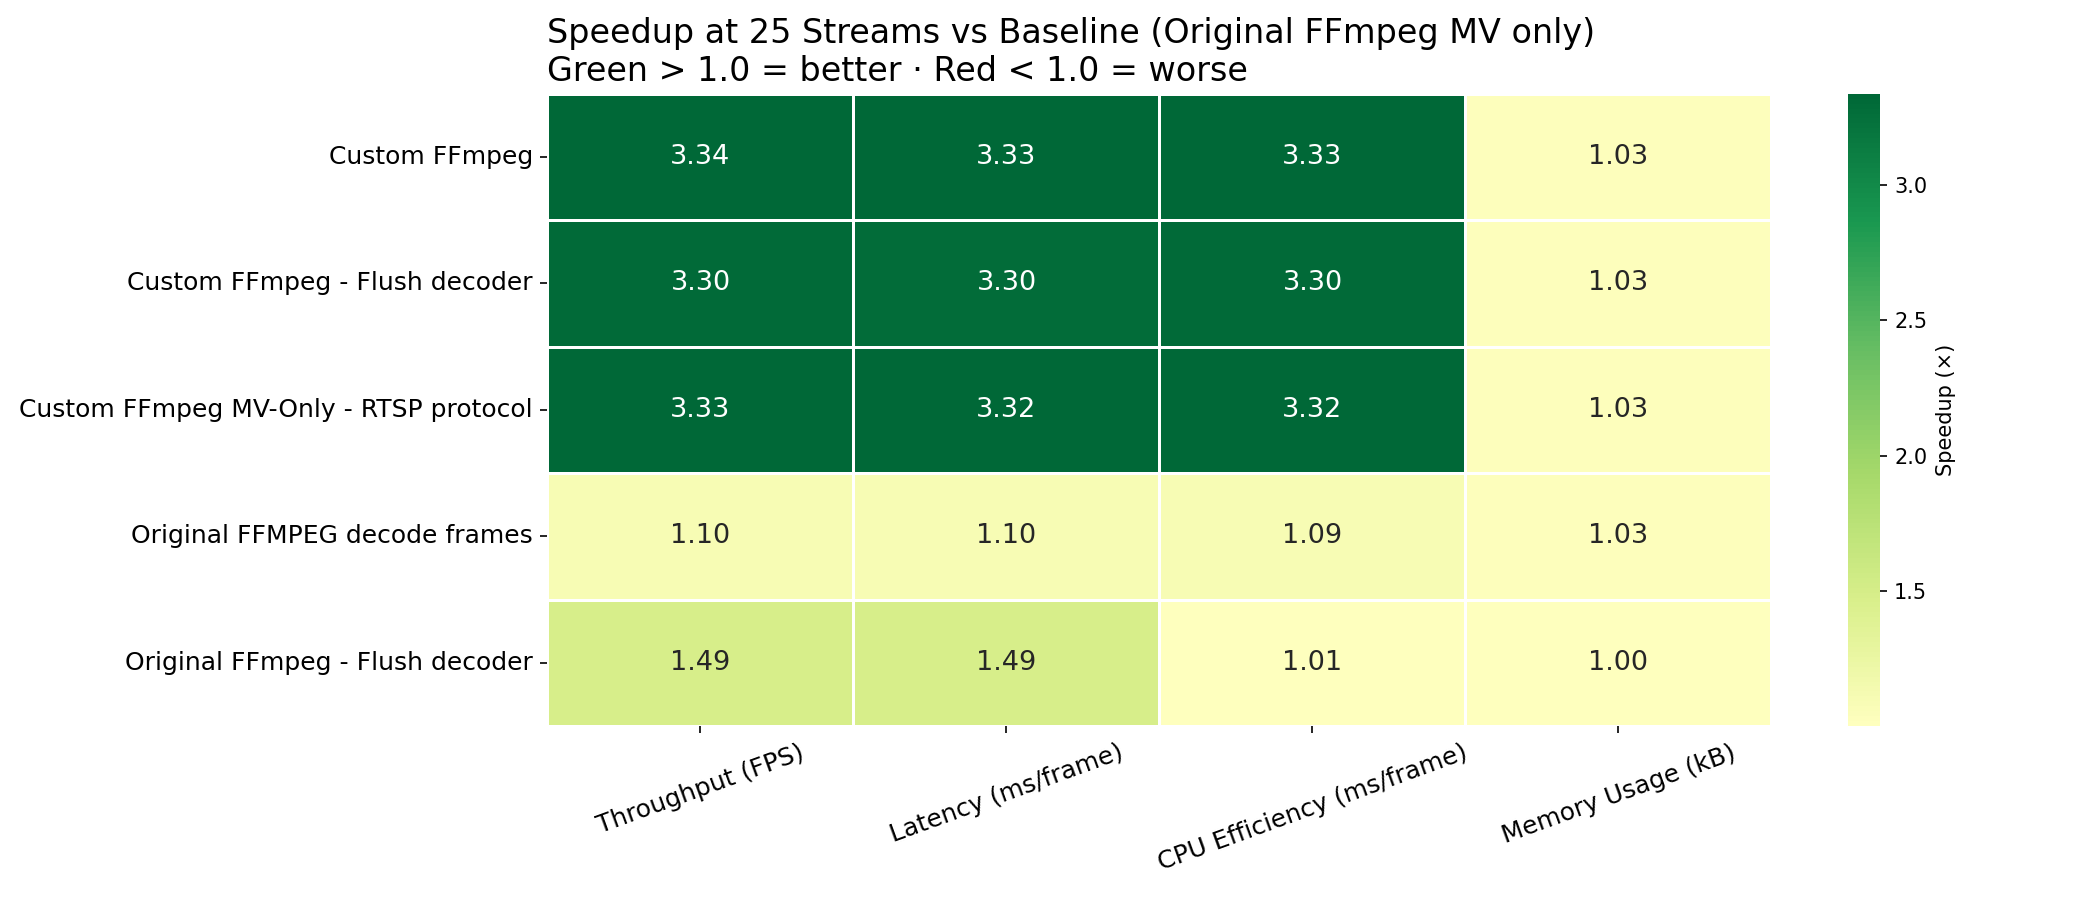 Speedup at 25 Streams vs Baseline (Original FFmpeg MV only)
Green > 1.0 = better · Red < 1.0 = worse
Custom FFmpeg
3.34
3.33
3.33
1.03
Custom FFmpeg - Flush decoder
3.30
3.30
3.30
1.03
Custom FFmpeg MV-Only - RTSP protocol
3.33
3.32
3.32
1.03
Original FFMPEG decode frames
1.10
1.10
1.09
1.03
Original FFmpeg - Flush decoder
1.49
1.49
1.01
1.00
Throughput (FPS)
Latency (ms/frame)
CPU Efficiency (ms/frame)
Memory Usage (kB)
3.0
2.5
2.0
1.5
Speedup (×)